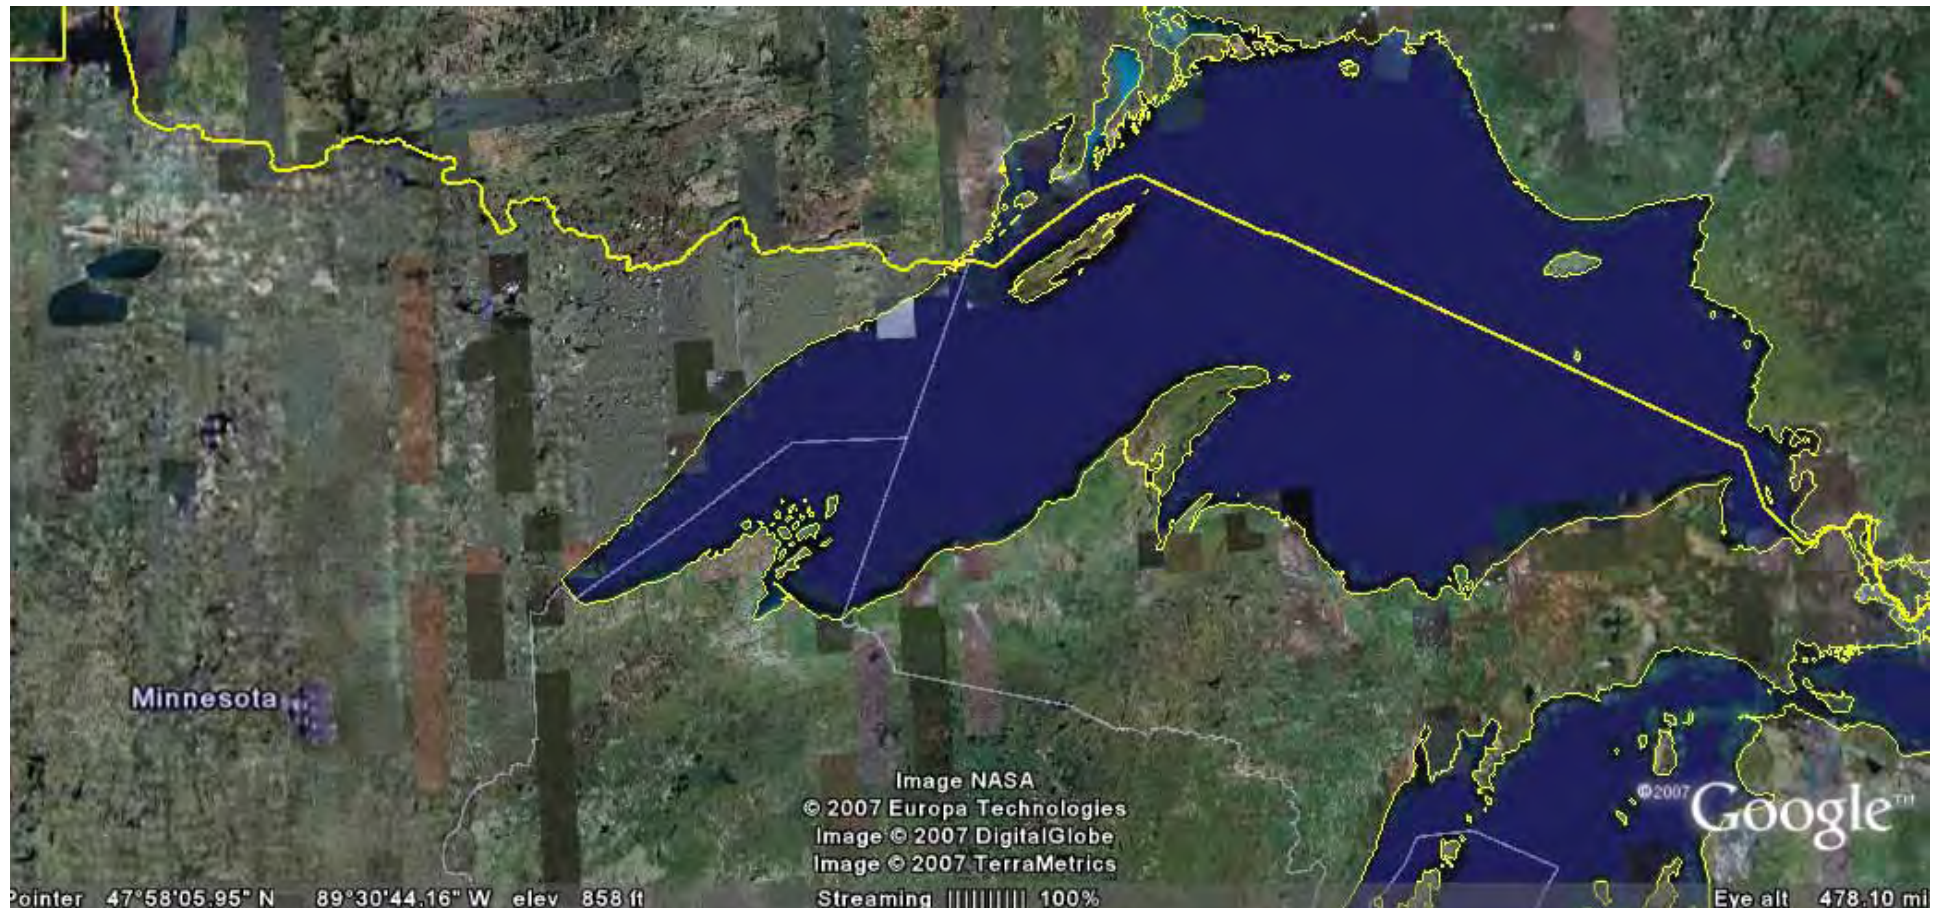 Minnesota
Image NASA
© 2007 Europa Technologies
Image © 2007 DigitalGlobe
Image © 2007 TerraMetrics
©2007 Google™
Pointer 47°58'05.95" N 89°30'44.16" W elev 858 ft
Streaming |||||||||| 100%
Eye alt 478.10 mi